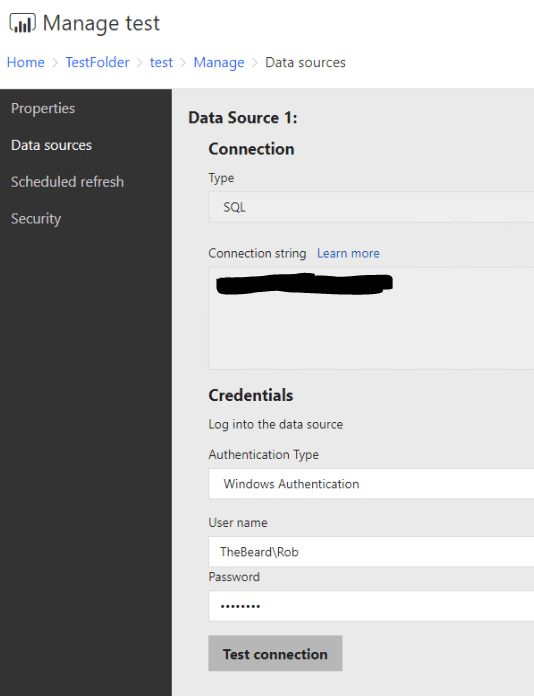 Manage test
Home > TestFolder > test > Manage > Data sources
Properties
Data sources
Scheduled refresh
Security
Data Source 1:
Connection
Type
SQL
Connection string Learn more
Credentials
Log into the data source
Authentication Type
Windows Authentication
User name
TheBeard\Rob
Password
••••••••
Test connection